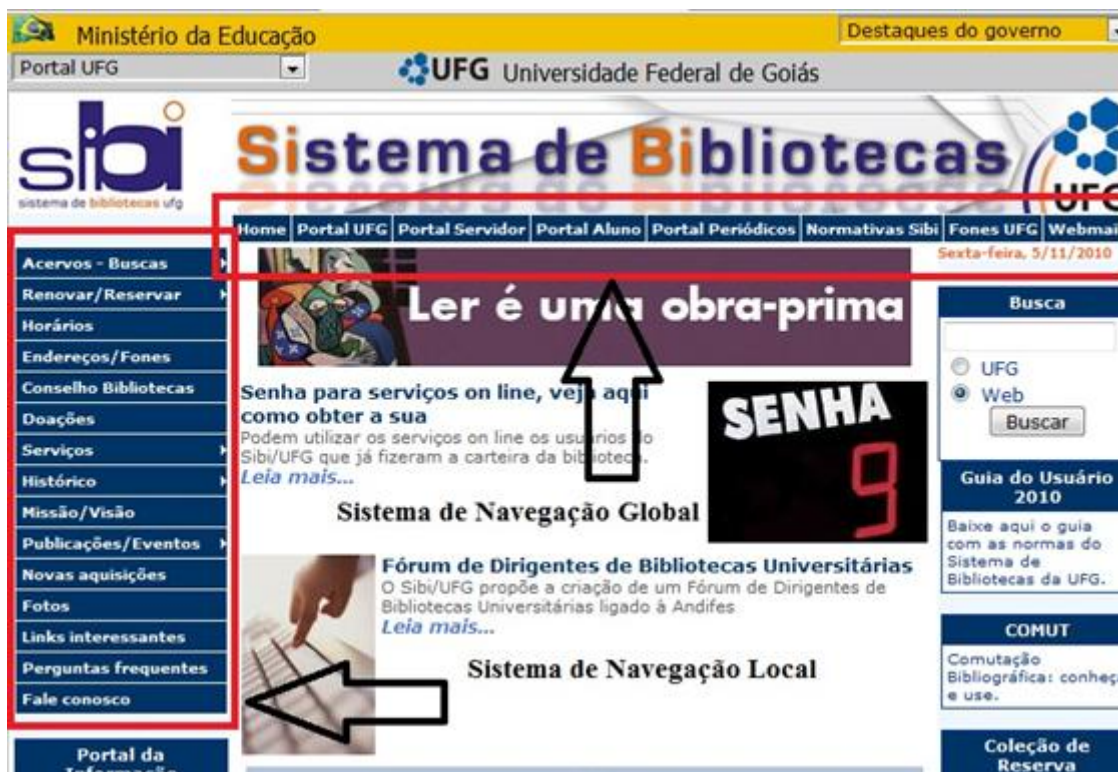 Ministério da Educação
Destaques do governo
Portal UFG
UFG Universidade Federal de Goiás
sibi
sistema de bibliotecas ufg
Sistema de Bibliotecas
UFG
Home Portal UFG Portal Servidor Portal Aluno Portal Periódicos Normativas Sibi Fones UFG Webmai
Sexta-feira, 5/11/2010
Acervos - Buscas
Renovar/Reservar
Horários
Endereços/Fones
Conselho Bibliotecas
Doações
Serviços
Histórico
Missão/Visão
Publicações/Eventos
Novas aquisições
Fotos
Links interessantes
Perguntas frequentes
Fale conosco
Portal da
Informação
Ler é uma obra-prima
Senha para serviços on line, veja aqui
como obter a sua
Podem utilizar os serviços on line os usuários do
Sibi/UFG que já fizeram a carteira da biblioteca.
Leia mais...
SENHA
9
Sistema de Navegação Global
Fórum de Dirigentes de Bibliotecas Universitárias
O Sibi/UFG propõe a criação de um Fórum de Dirigentes de
Bibliotecas Universitárias ligado à Andifes
Leia mais...
Sistema de Navegação Local
Busca
UFG
Web
Buscar
Guia do Usuário
2010
Baixe aqui o guia
com as normas do
Sistema de
Bibliotecas da UFG.
COMUT
Comutação
Bibliográfica: conheç
e use.
Coleção de
Reserva